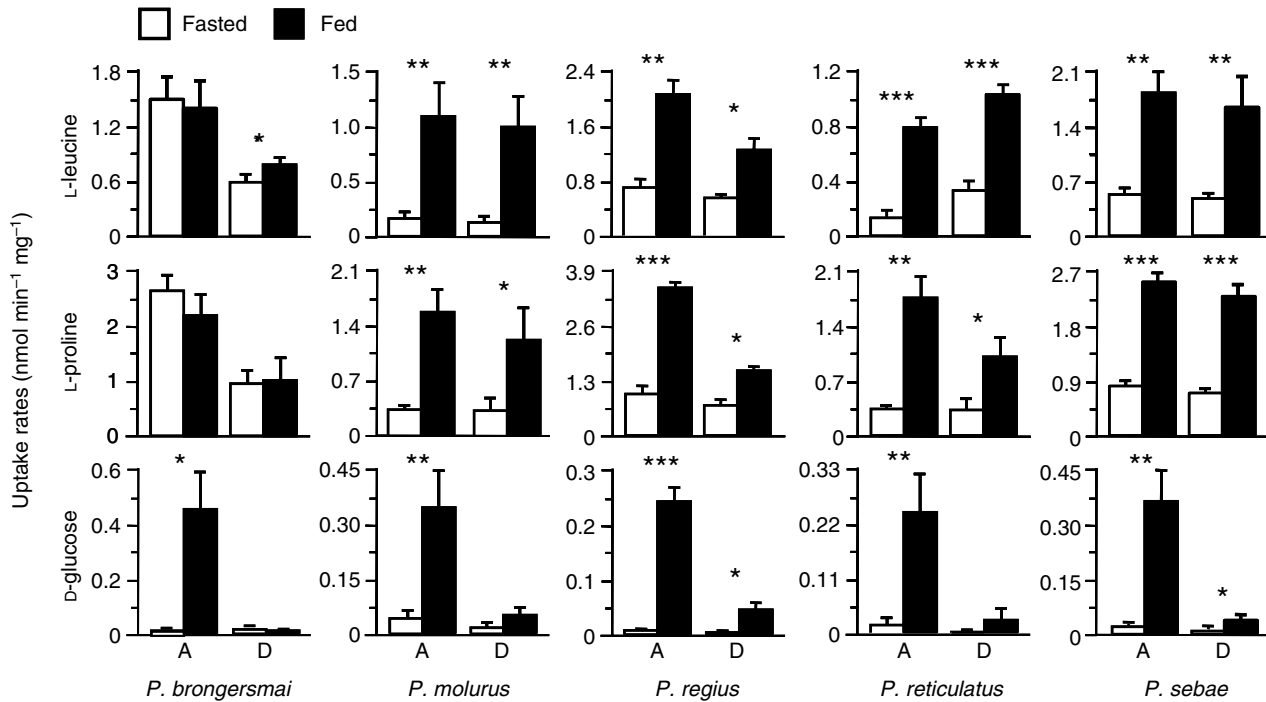 Fasted Fed
Uptake rates (nmol min⁻¹ mg⁻¹)
L-leucine
1.8 1.5 2.4 1.2 2.1
** ** ** *** ** **
1.2 * 1.0 1.6 * 0.8 *** 1.4
0.6 0.5 0.8 0.4 0.7
0 0 0 0 0
L-proline
3 2.1 3.9 2.1 2.7
** * *** ** *** ***
2 1.4 2.6 * 1.4 * 1.8
1 0.7 1.3 0.7 0.9
0 0 0 0 0
D-glucose
0.6 0.45 0.3 0.33 0.45
* ** *** ** **
0.4 0.30 0.2 0.22 0.30
0.2 0.15 0.1 * 0.11 0.15 *
0 0 0 0 0
A D A D A D A D A D
P. brongersmai P. molurus P. regius P. reticulatus P. sebae